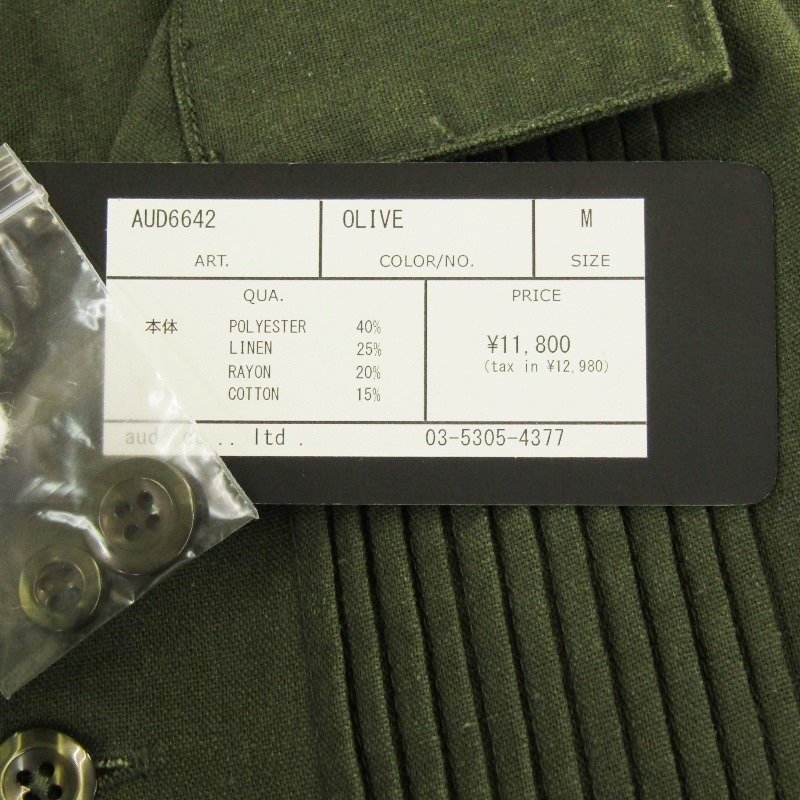 AUD6642 OLIVE M
ART. COLOR/NO. SIZE
QUA. PRICE
本体 POLYESTER 40%
LINEN 25%
RAYON 20%
COTTON 15%
¥11,800
(tax in ¥12,980)
aud .. ltd. 03-5305-4377